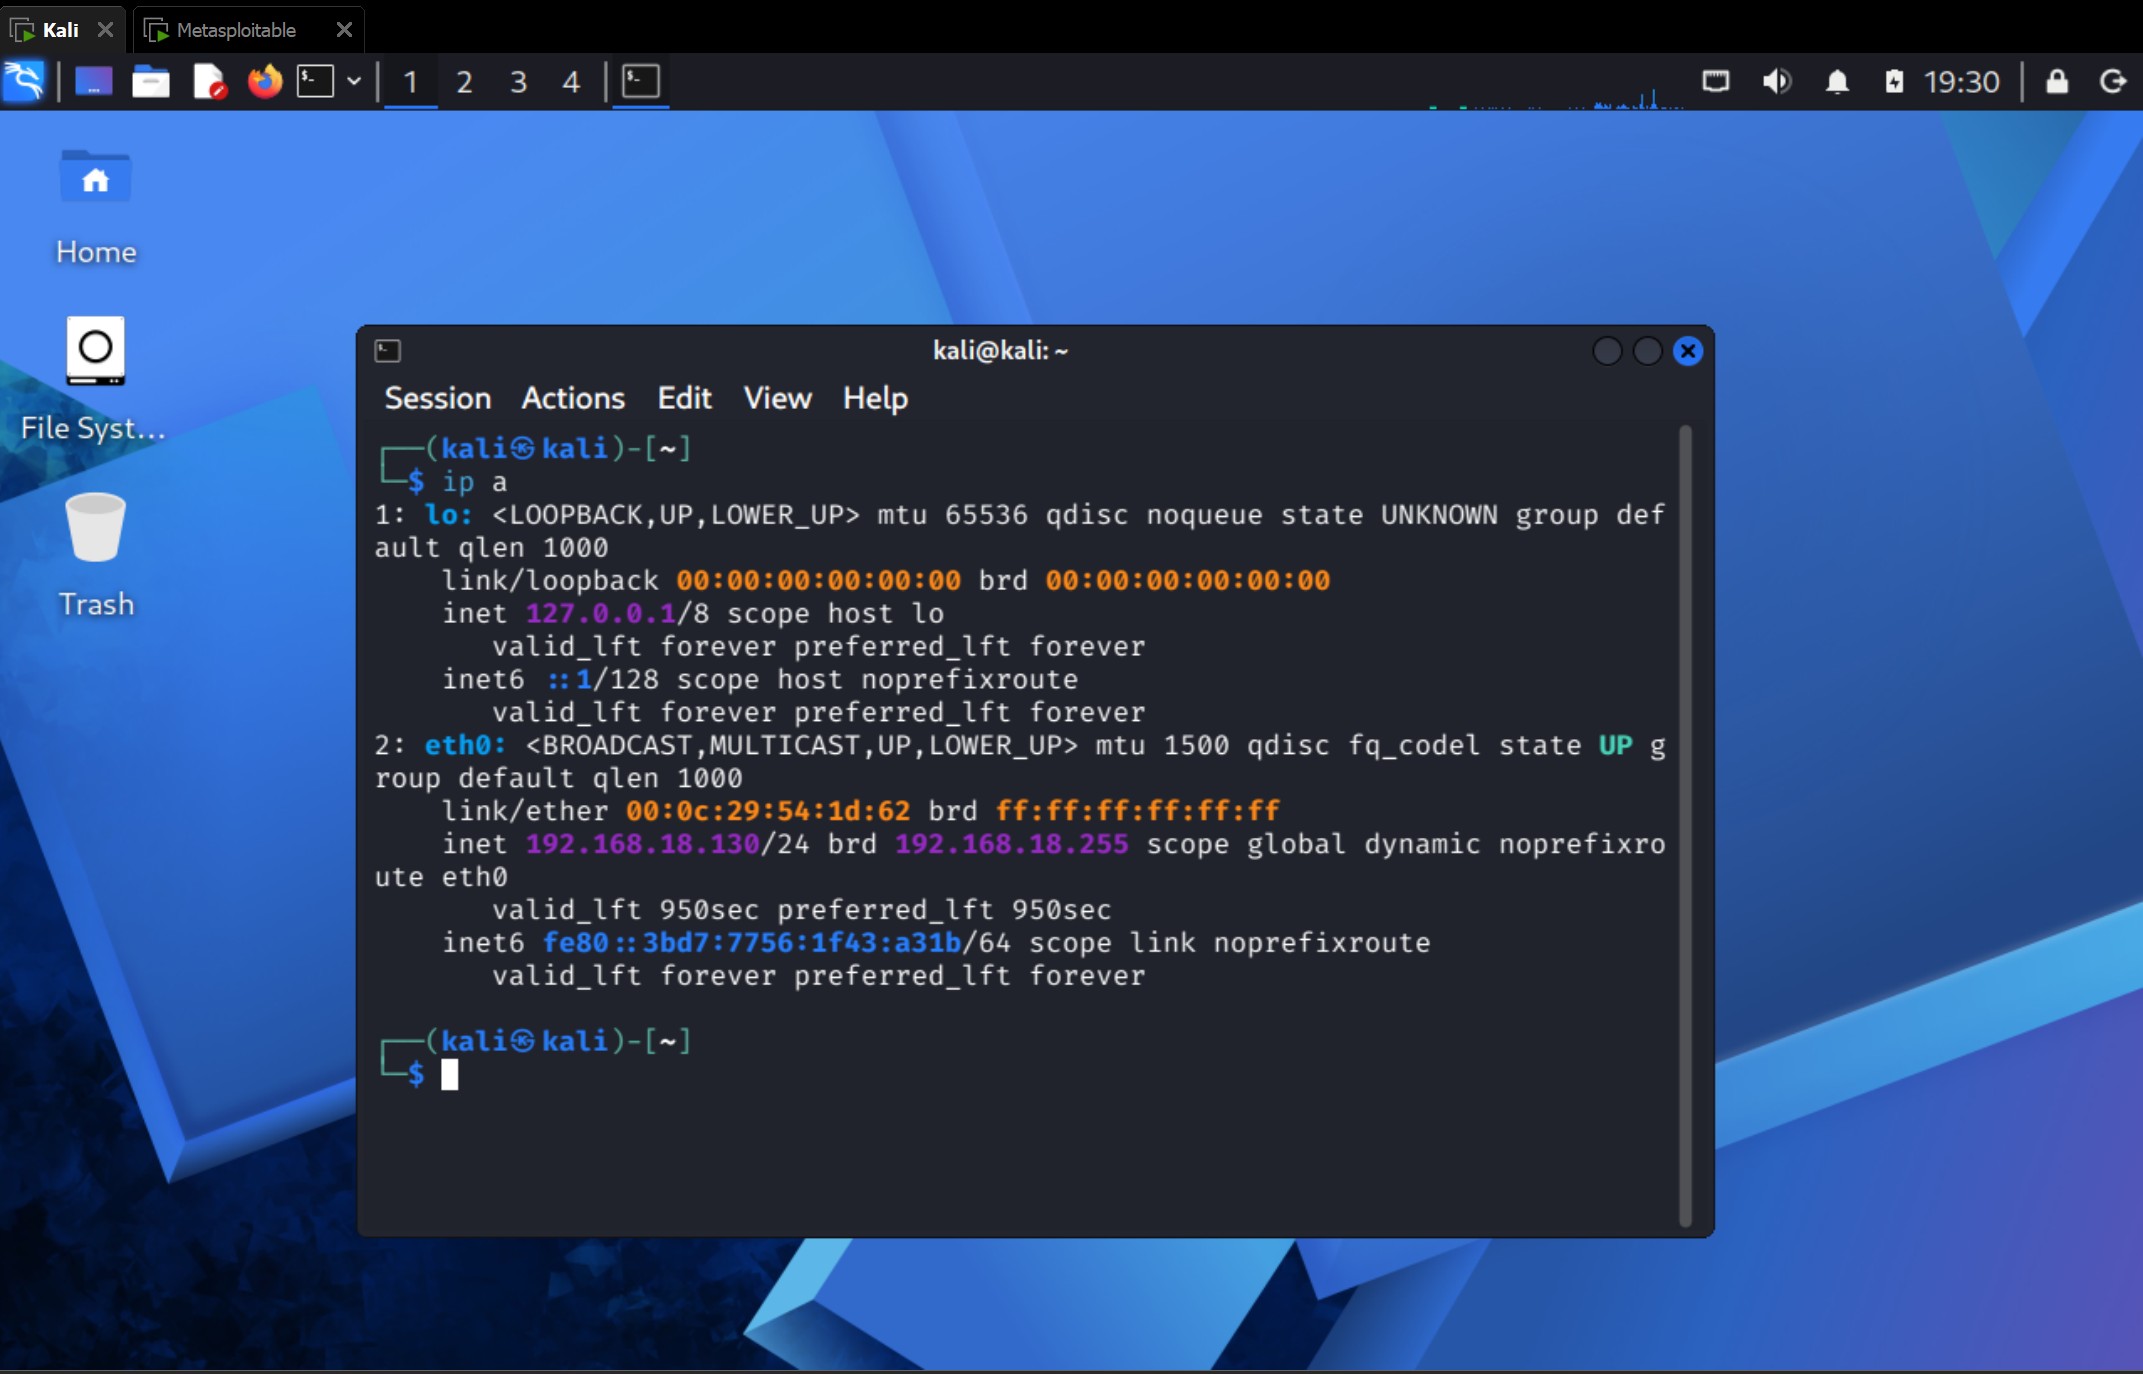 Kali
Metasploitable
1 2 3 4
19:30
Home
File Syst...
Trash
kali@kali: ~
Session Actions Edit View Help
┌──(kali㉿kali)-[~]
└─$ ip a
1: lo: <LOOPBACK,UP,LOWER_UP> mtu 65536 qdisc noqueue state UNKNOWN group def
ault qlen 1000
    link/loopback 00:00:00:00:00:00 brd 00:00:00:00:00:00
    inet 127.0.0.1/8 scope host lo
       valid_lft forever preferred_lft forever
    inet6 ::1/128 scope host noprefixroute
       valid_lft forever preferred_lft forever
2: eth0: <BROADCAST,MULTICAST,UP,LOWER_UP> mtu 1500 qdisc fq_codel state UP g
roup default qlen 1000
    link/ether 00:0c:29:54:1d:62 brd ff:ff:ff:ff:ff:ff
    inet 192.168.18.130/24 brd 192.168.18.255 scope global dynamic noprefixro
ute eth0
       valid_lft 950sec preferred_lft 950sec
    inet6 fe80::3bd7:7756:1f43:a31b/64 scope link noprefixroute
       valid_lft forever preferred_lft forever
┌──(kali㉿kali)-[~]
└─$